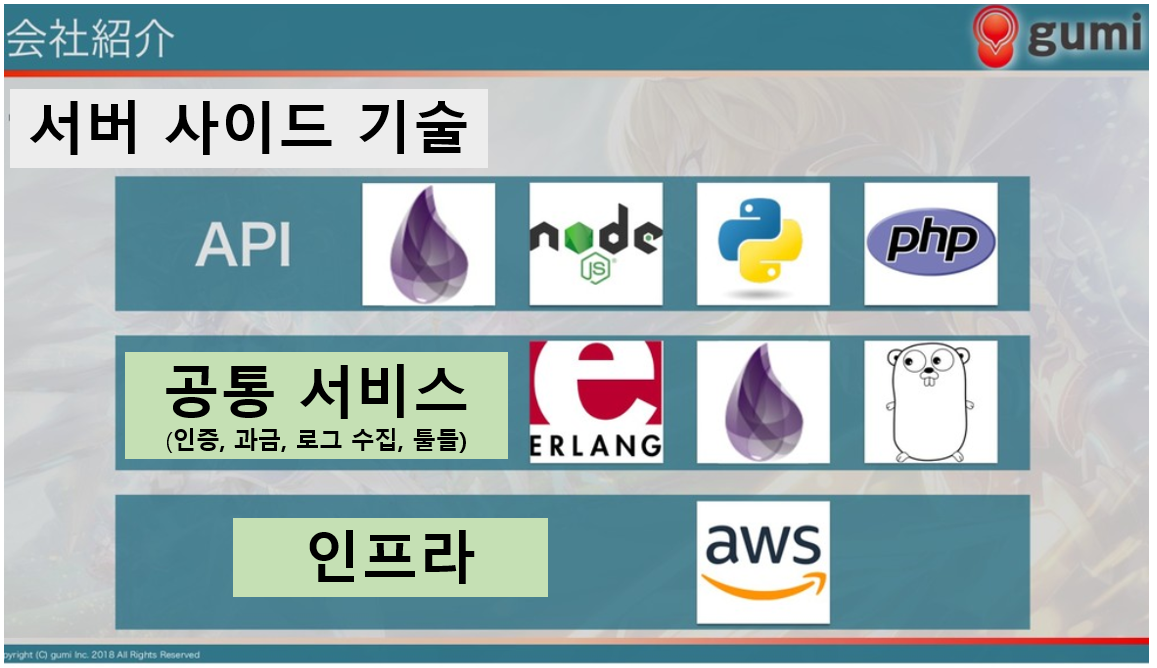 会社紹介
gumi
서버 사이드 기술
API
node
JS
php
공통 서비스
(인증, 과금, 로그 수집, 툴들)
e
ERLANG
인프라
aws
opyright (C) gumi Inc. 2018 All Rights Reserved